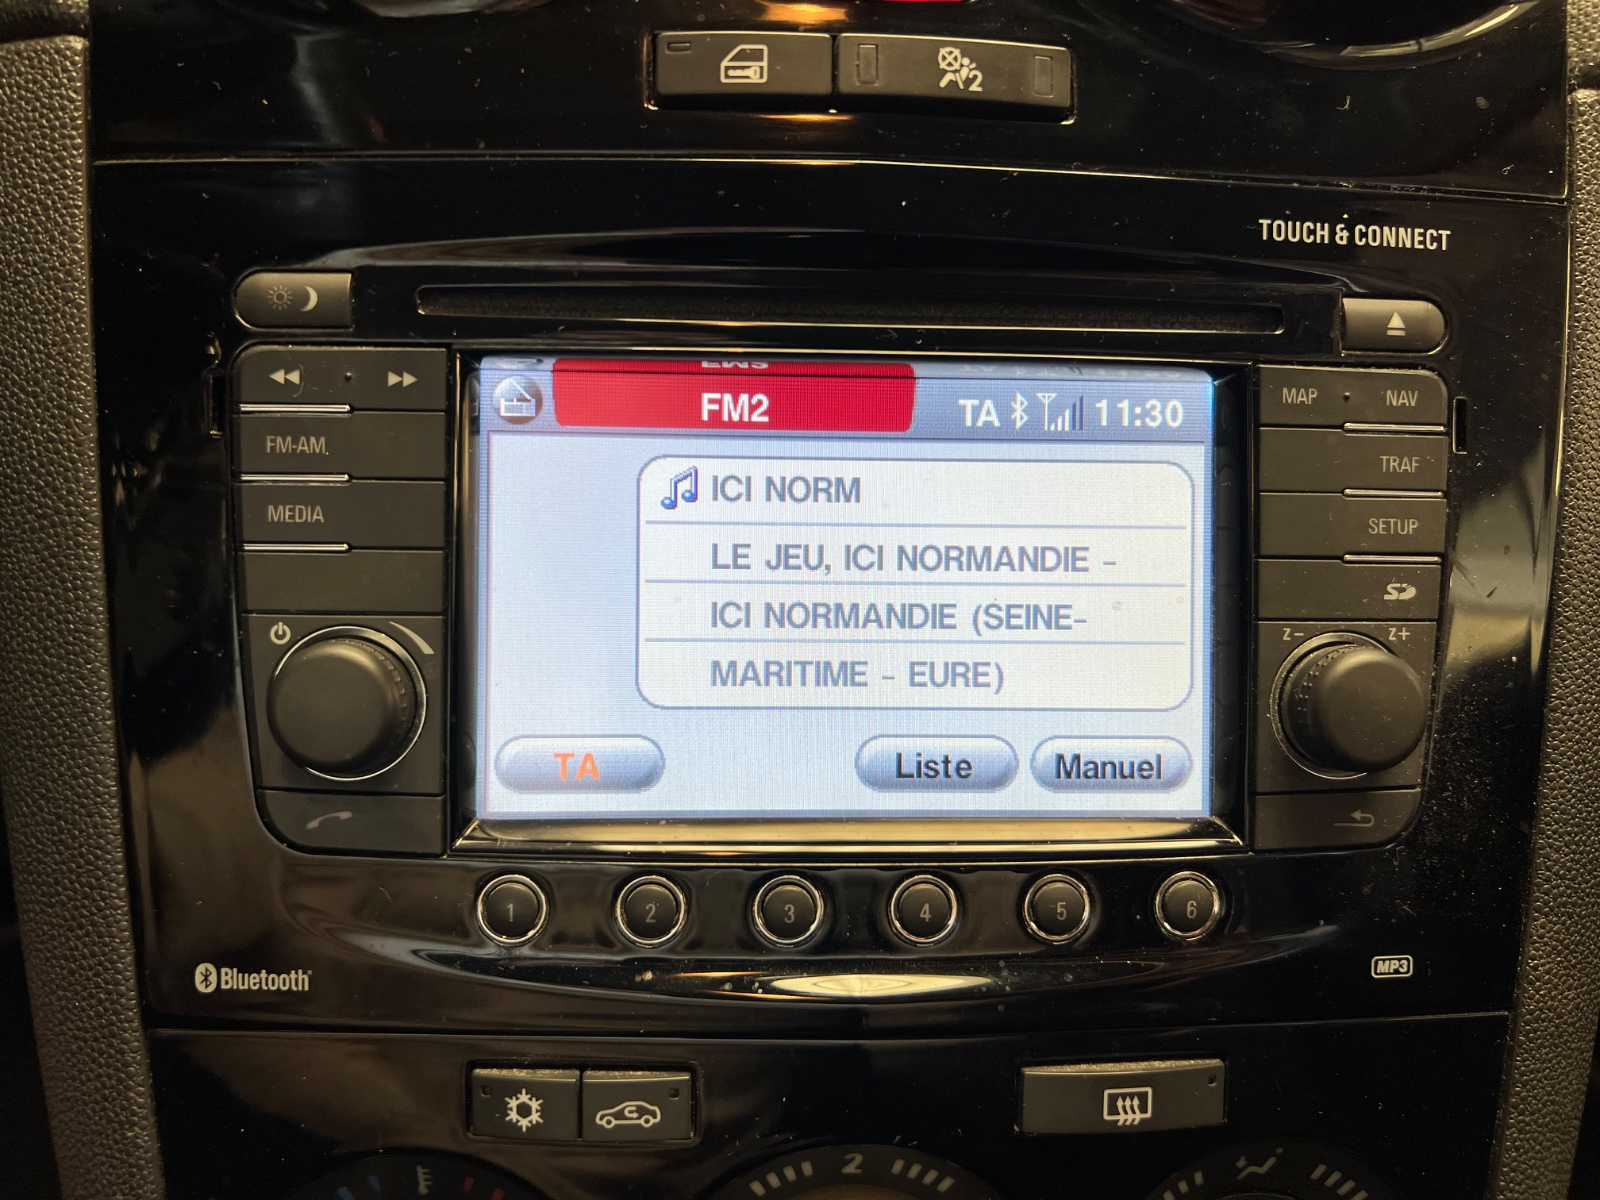 2
TOUCH & CONNECT
FM2
TA 11:30
MAP NAV
FM-AM
TRAF
MEDIA
SETUP
ICI NORM
LE JEU, ICI NORMANDIE -
ICI NORMANDIE (SEINE-
MARITIME - EURE)
Z- Z+
TA Liste Manuel
1 2 3 4 5 6
Bluetooth
MP3
2